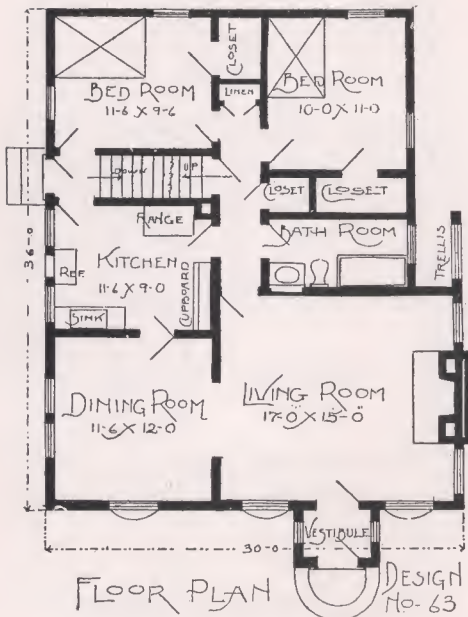 BED ROOM
11-6 X 9-6
CLOSET
LINEN
BED ROOM
10-0 X 11-0
DOWN
UP
CLOSET
CLOSET
RANGE
BATH ROOM
TRELLIS
36-0
REF.
KITCHEN
11-6 X 9-0
CUPBOARD
SINK
DINING ROOM
11-6 X 12-0
LIVING ROOM
17-0 X 15-0
VESTIBULE
30-0
FLOOR PLAN
DESIGN
No-63